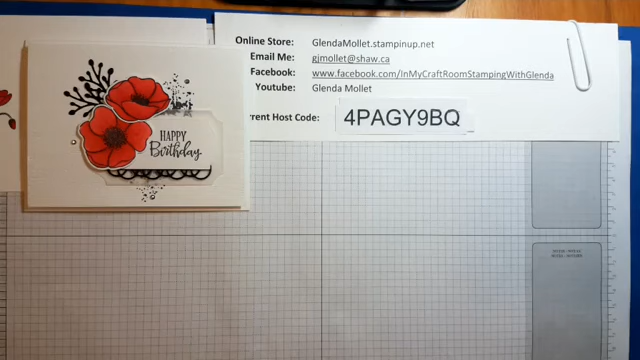 Online Store: GlendaMollet.stampinup.net
Email Me: gjmollet@shaw.ca
Facebook: www.facebook.com/InMyCraftRoomStampingWithGlenda
Youtube: Glenda Mollet
rrent Host Code: 4PAGY9BQ
HAPPY
Birthday